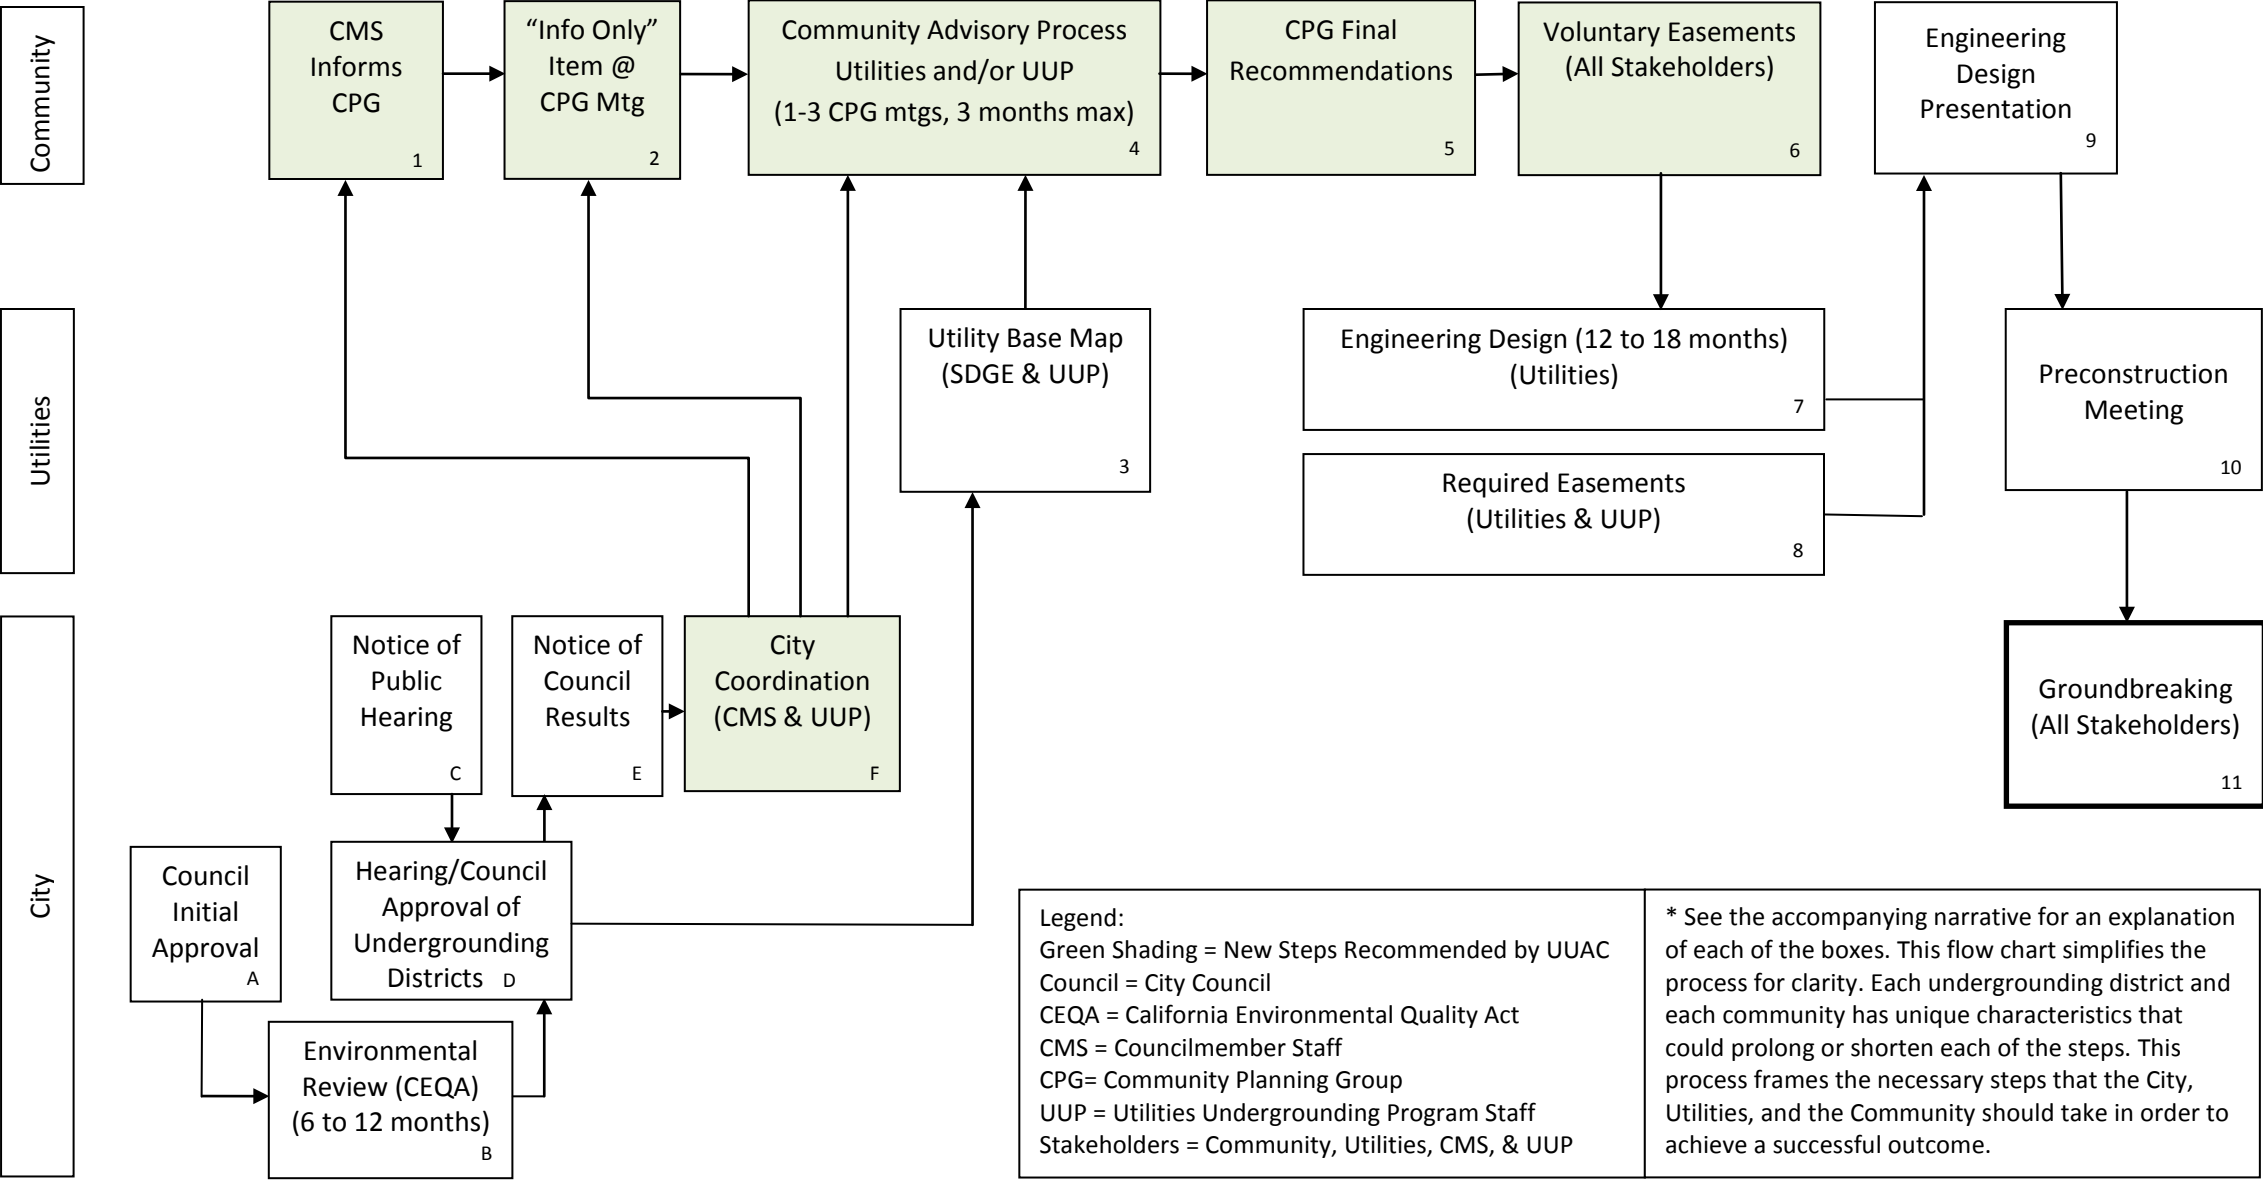 Community
CMS
Informs
CPG
1
“Info Only”
Item @
CPG Mtg
2
Community Advisory Process
Utilities and/or UUP
(1-3 CPG mtgs, 3 months max)
4
CPG Final
Recommendations
5
Voluntary Easements
(All Stakeholders)
6
Engineering
Design
Presentation
9
Utilities
Utility Base Map
(SDGE & UUP)
3
Engineering Design (12 to 18 months)
(Utilities)
7
Required Easements
(Utilities & UUP)
8
Preconstruction
Meeting
10
City
Notice of
Public
Hearing
C
Notice of
Council
Results
E
City
Coordination
(CMS & UUP)
F
Groundbreaking
(All Stakeholders)
11
Council
Initial
Approval
A
Hearing/Council
Approval of
Undergrounding
Districts D
Environmental
Review (CEQA)
(6 to 12 months)
B
Legend:
Green Shading = New Steps Recommended by UUAC
Council = City Council
CEQA = California Environmental Quality Act
CMS = Councilmember Staff
CPG= Community Planning Group
UUP = Utilities Undergrounding Program Staff
Stakeholders = Community, Utilities, CMS, & UUP
* See the accompanying narrative for an explanation
of each of the boxes. This flow chart simplifies the
process for clarity. Each undergrounding district and
each community has unique characteristics that
could prolong or shorten each of the steps. This
process frames the necessary steps that the City,
Utilities, and the Community should take in order to
achieve a successful outcome.